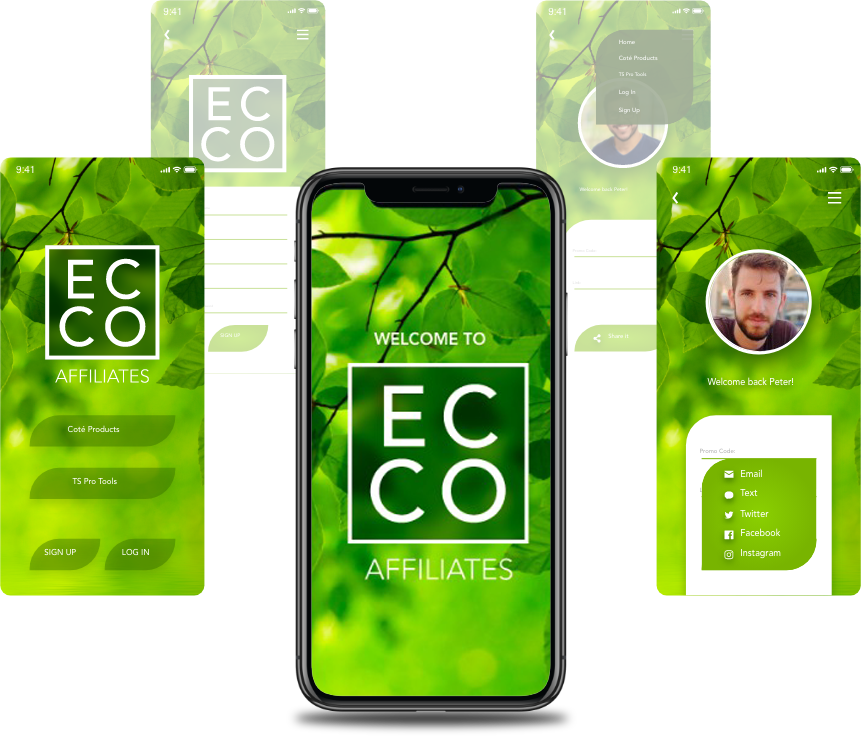 9:41
EC
CO
SIGN UP
9:41
Home
Coté Products
TS Pro Tools
Log In
Sign Up
Welcome back Peter!
Promo Code:
Share it
9:41
EC
CO
AFFILIATES
Coté Products
TS Pro Tools
SIGN UP
LOG IN
WELCOME TO
EC
CO
AFFILIATES
9:41
Welcome back Peter!
Promo Code:
Email
Text
Twitter
Facebook
Instagram